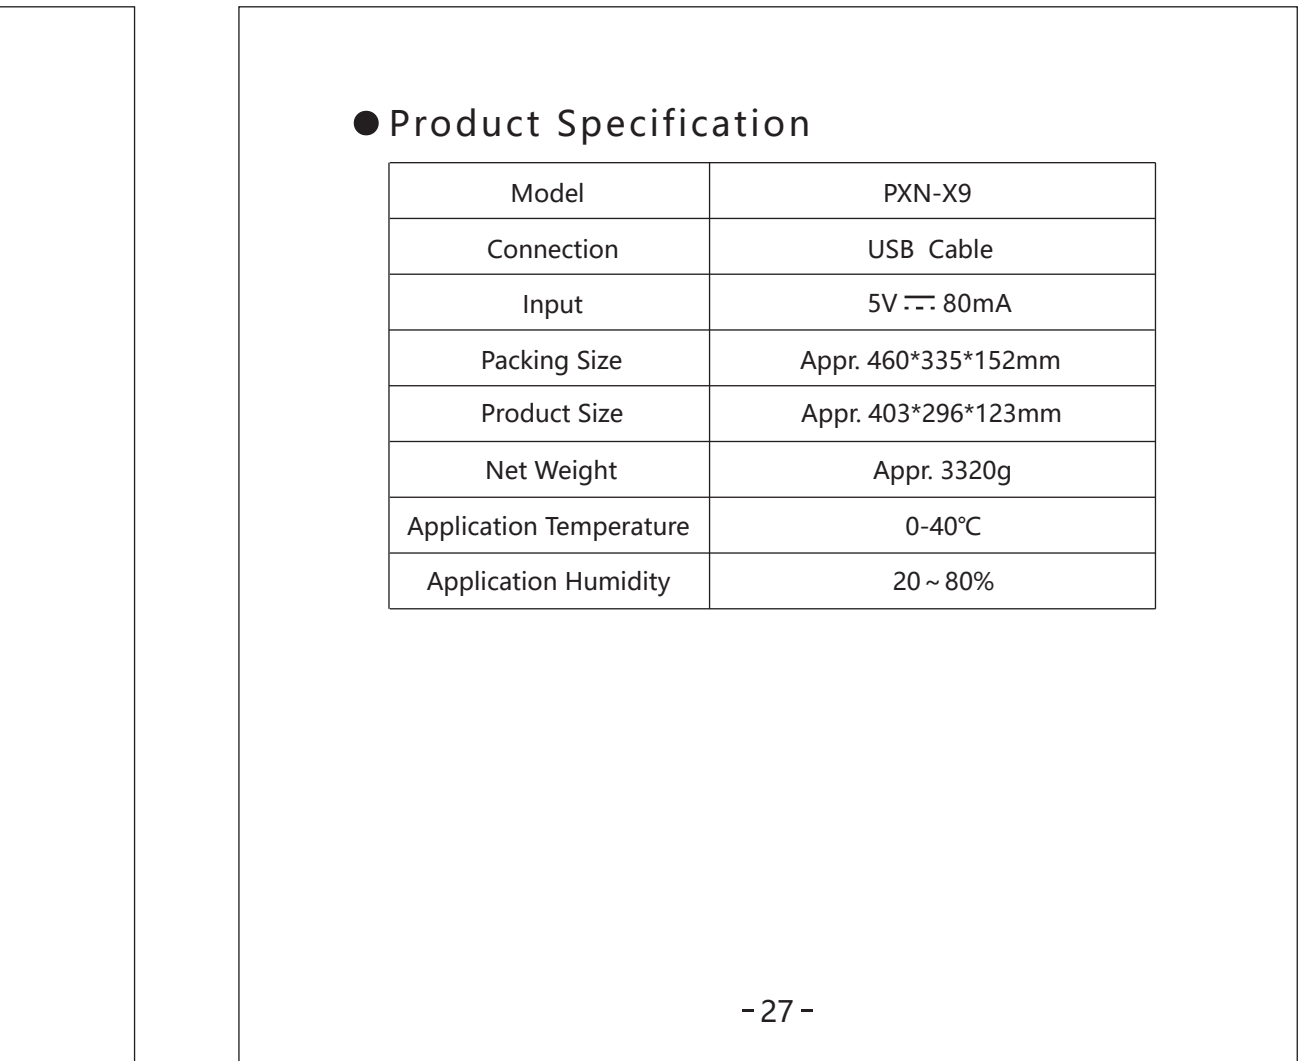 ● Product Specification
Model PXN-X9
Connection USB Cable
Input 5V ⎓ 80mA
Packing Size Appr. 460*335*152mm
Product Size Appr. 403*296*123mm
Net Weight Appr. 3320g
Application Temperature 0-40℃
Application Humidity 20~80%
-27-